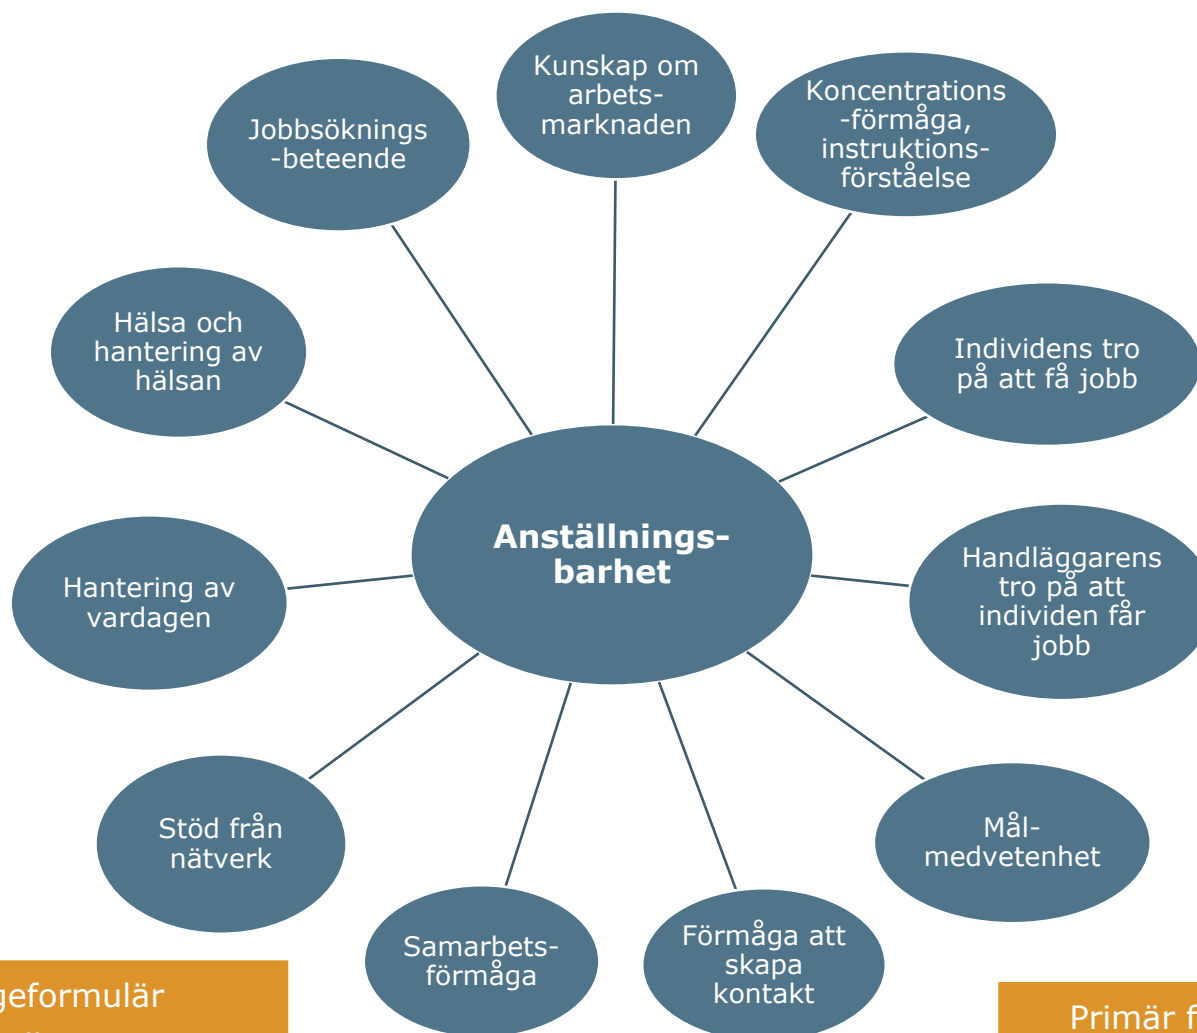 Kunskap om
arbets-
marknaden
Koncentrations
-förmåga,
instruktions-
förståelse
Jobbsöknings
-beteende
Hälsa och
hantering av
hälsan
Individens tro
på att få jobb
Anställnings-
barhet
Handläggarens
tro på att
individen får
jobb
Hantering av
vardagen
Stöd från
nätverk
Mål-
medvetenhet
Samarbets-
förmåga
Förmåga att
skapa
kontakt
geformulär
Primär f